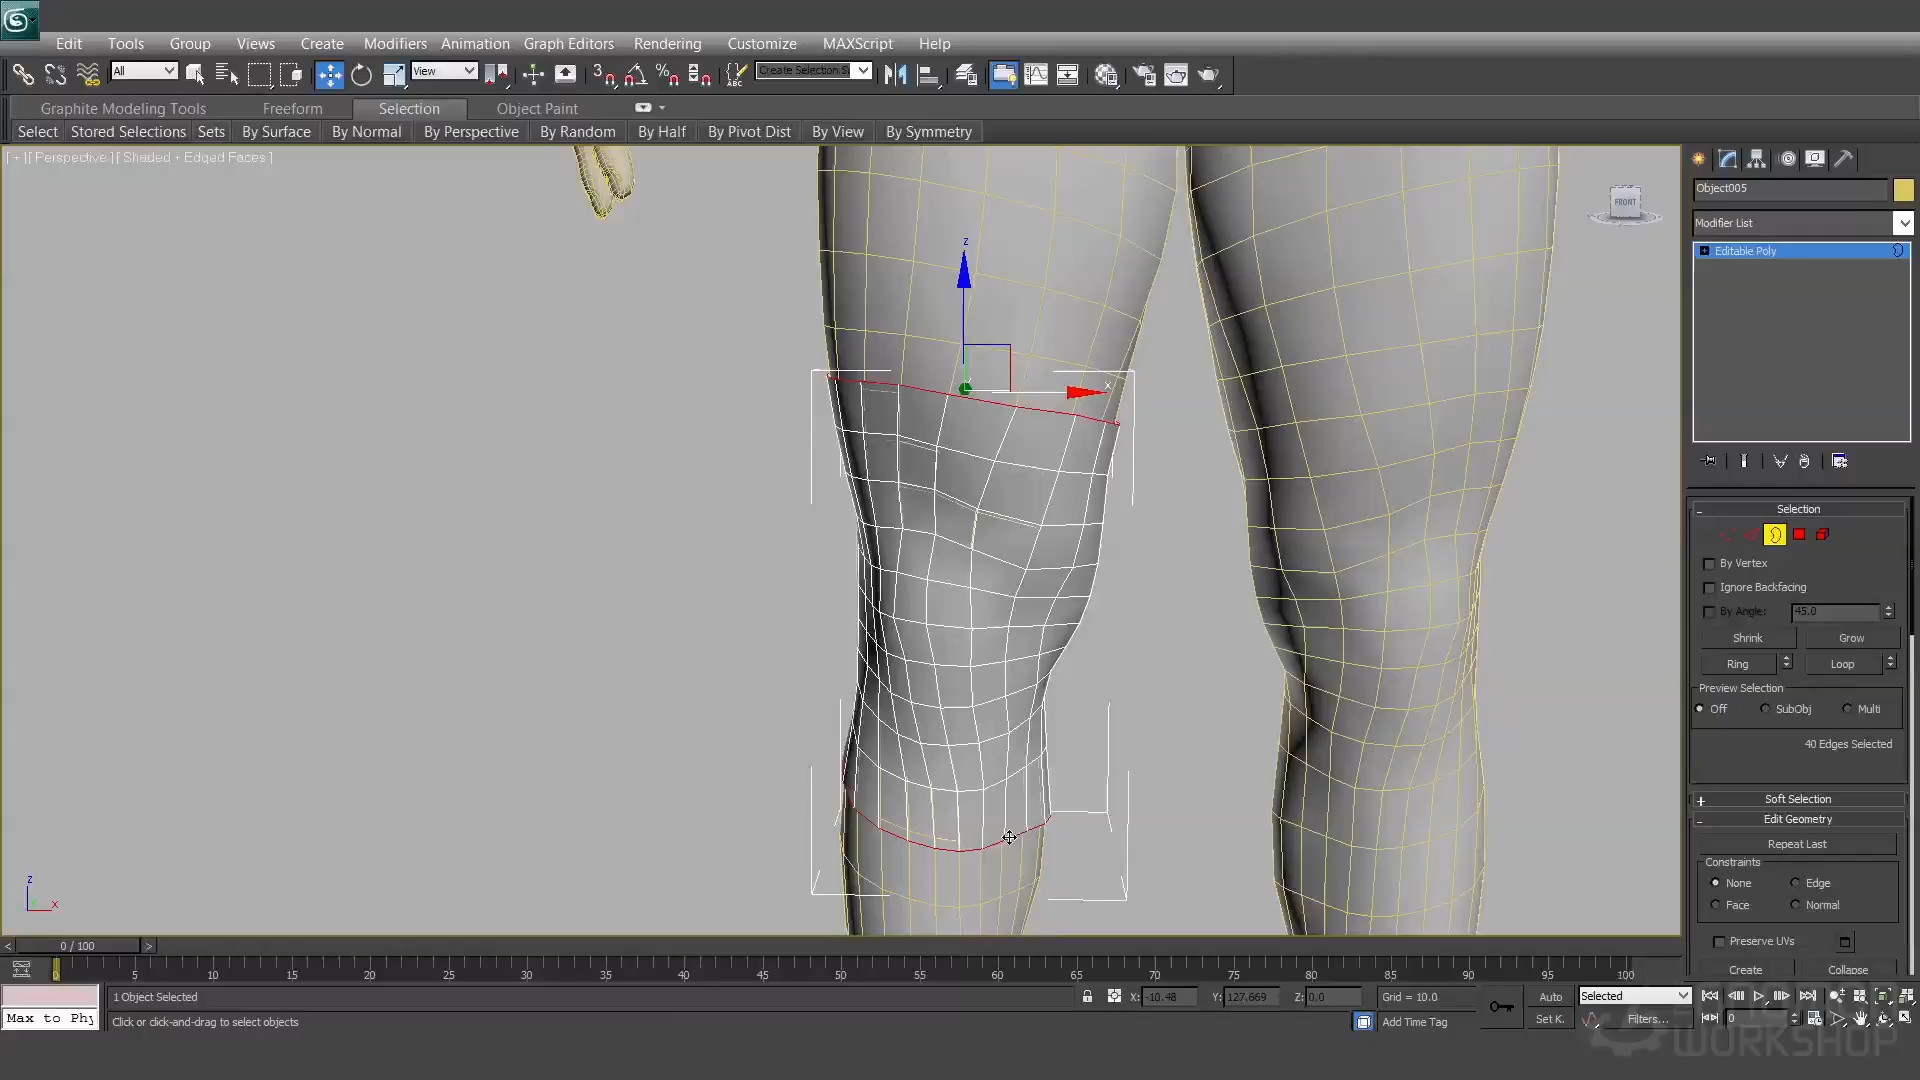 Edit Tools Group Views Create Modifiers Animation Graph Editors Rendering Customize MAXScript Help
All View 3 Create Selection S
Graphite Modeling Tools Freeform Selection Object Paint
Select Stored Selections Sets By Surface By Normal By Perspective By Random By Half By Pivot Dist By View By Symmetry
[ + ][ Perspective ][ Shaded + Edged Faces ]
Object005
FRONT
Modifier List
Editable Poly
z
x
Selection
By Vertex
Ignore Backfacing
By Angle: 45.0
Shrink Grow
Ring Loop
Preview Selection
Off SubObj Multi
40 Edges Selected
Soft Selection
Edit Geometry
Repeat Last
Constraints
None Edge
Face Normal
Preserve UVs
Create Collapse
z
x
< 0 / 100 >
0 5 10 15 20 25 30 35 40 45 50 55 60 65 70 75 80 85 90 95 100
1 Object Selected X: -10.48 Y: 127.669 Z: 0.0 Grid = 10.0 Auto Selected
Max to Phy Click or click-and-drag to select objects Add Time Tag Set K. Filters... 0
WORKSHOP